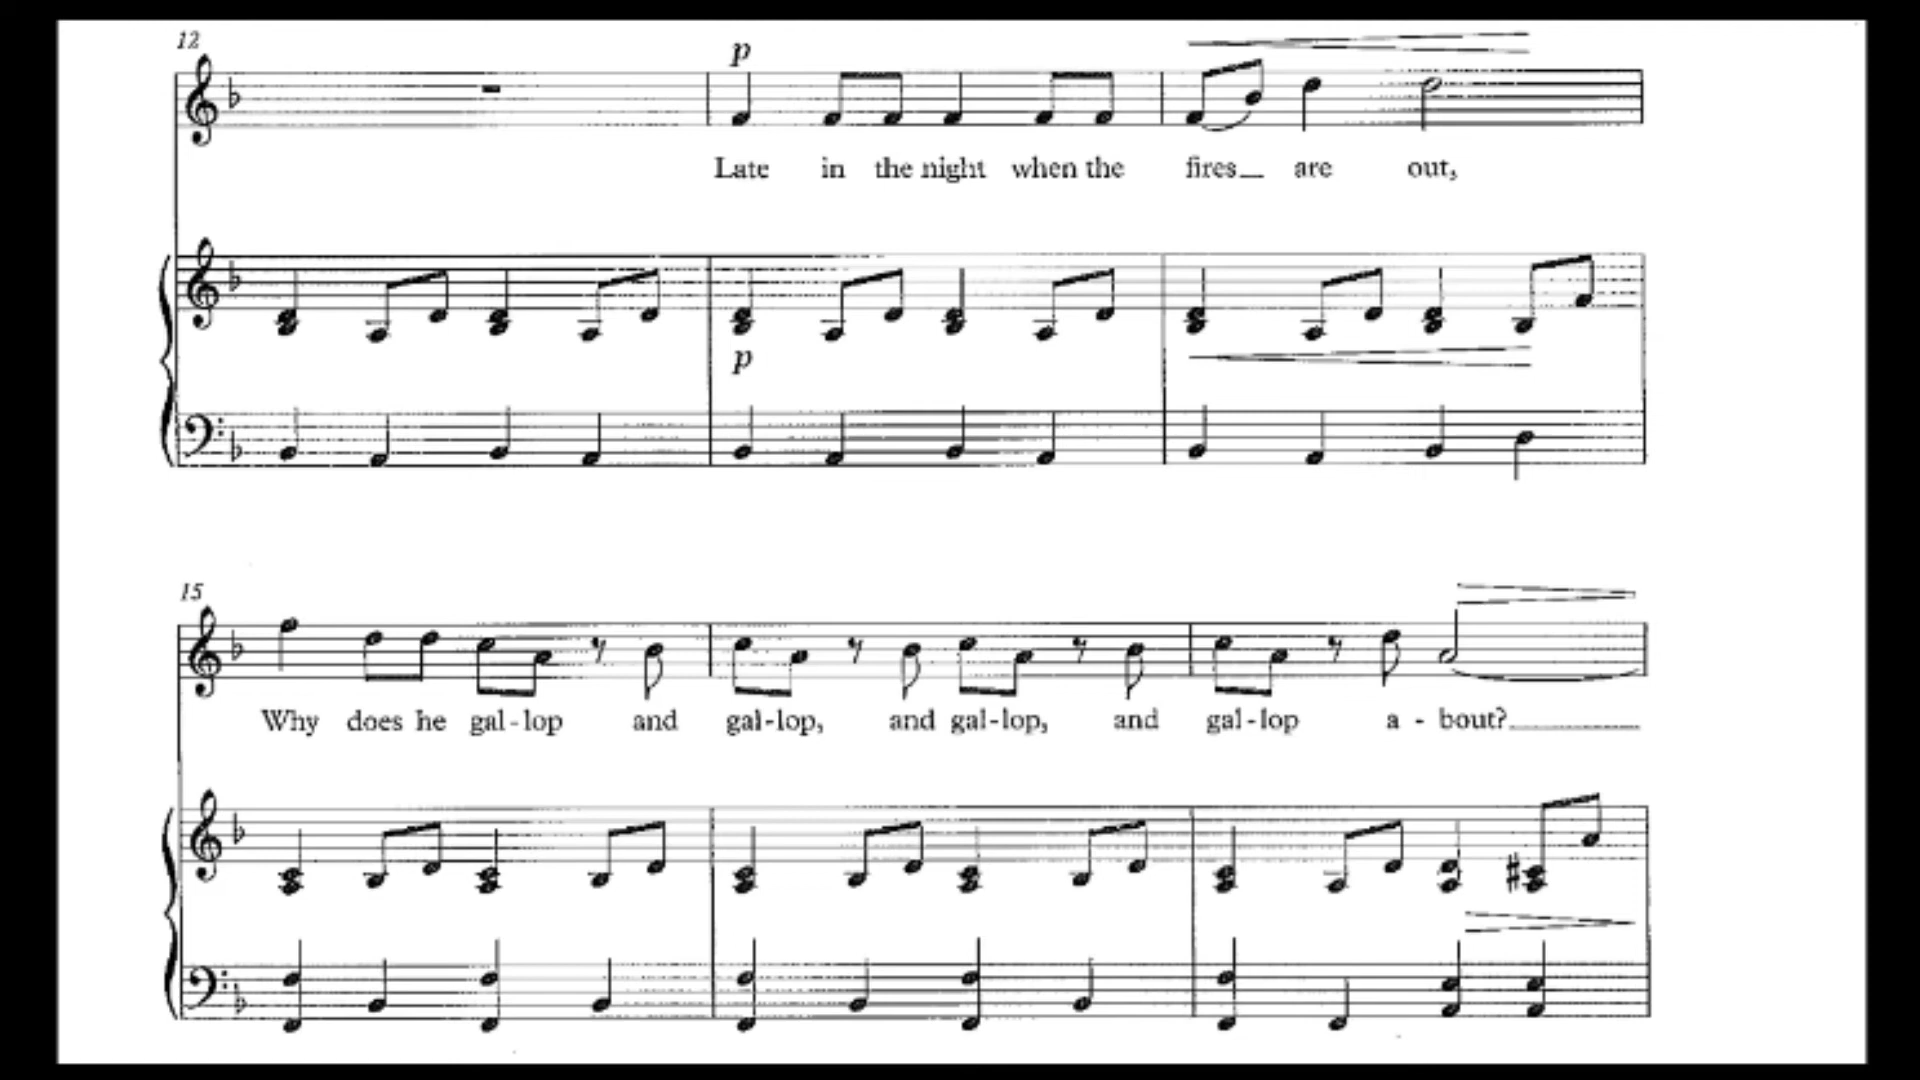 12
p
Late in the night when the fires are out,
p
15
Why does he gal-lop and gal-lop, and gal-lop, and gal-lop a - bout?